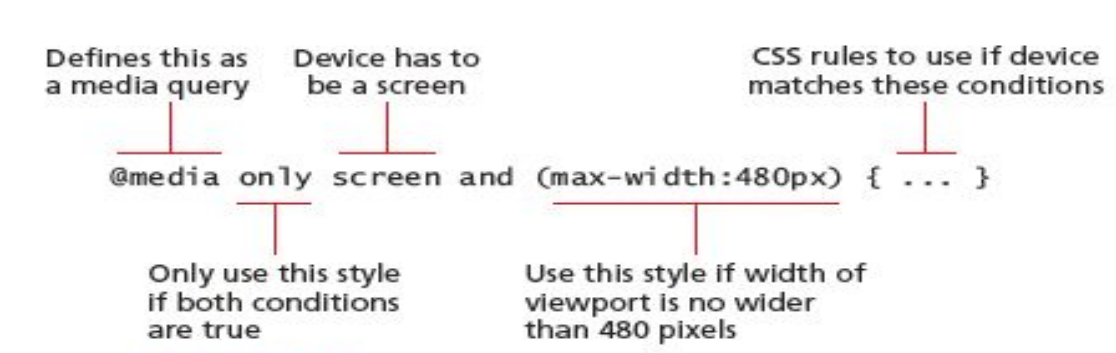 Defines this as
a media query
Device has to
be a screen
CSS rules to use if device
matches these conditions
@media only screen and (max-width:480px) { ... }
Only use this style
if both conditions
are true
Use this style if width of
viewport is no wider
than 480 pixels